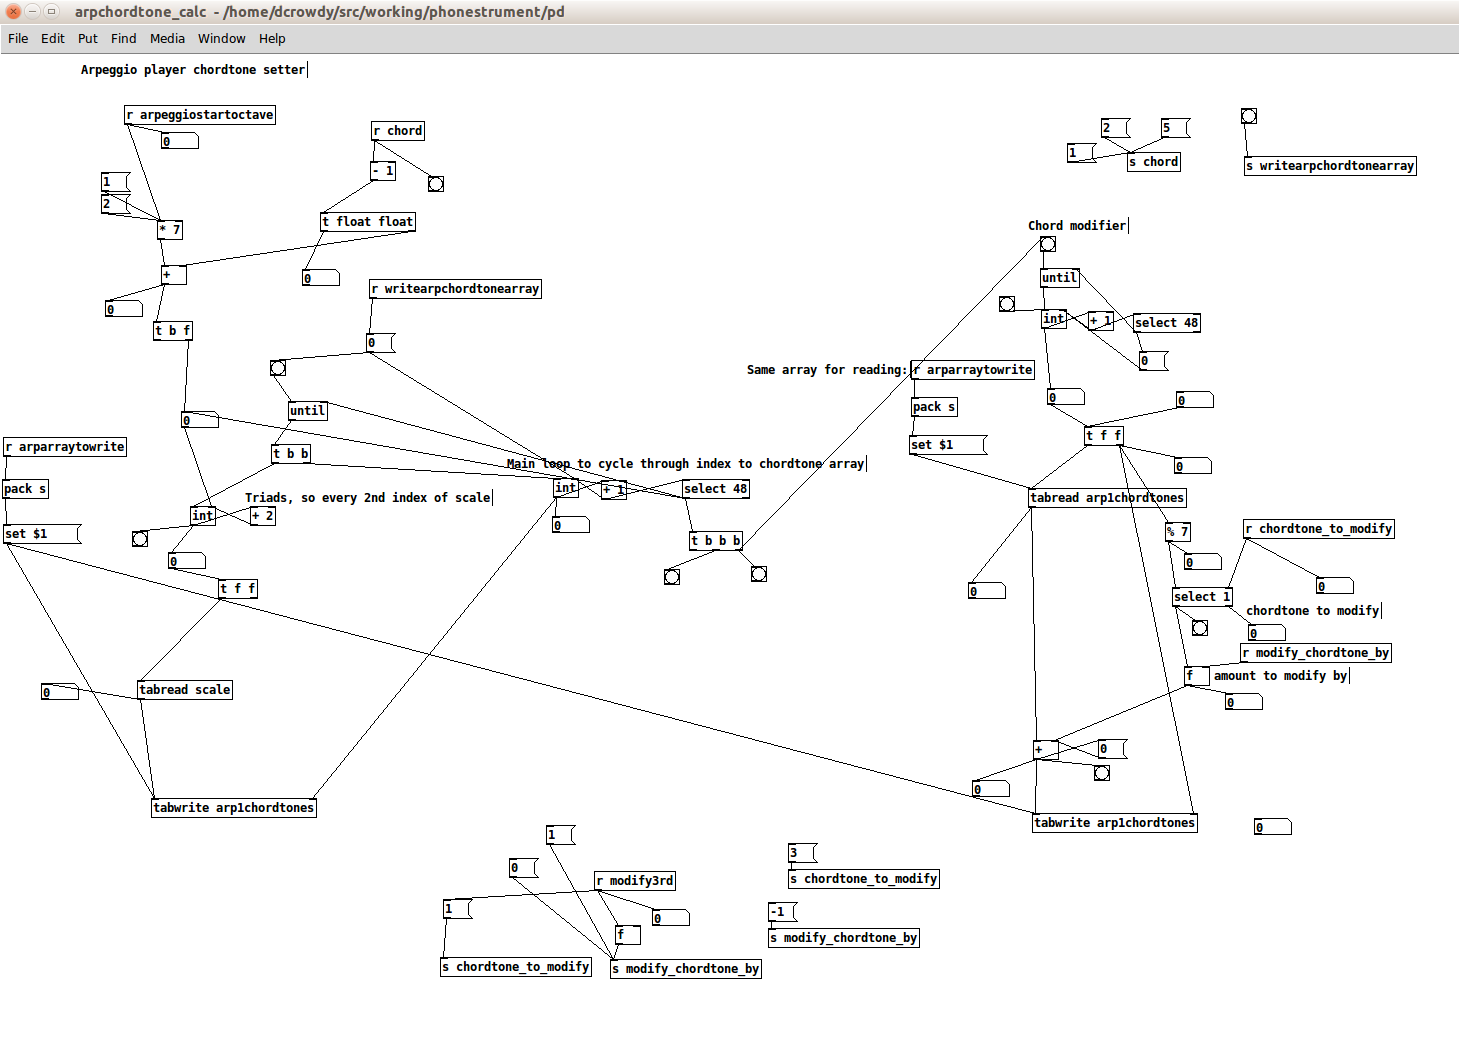 arpchordtone_calc - /home/dcrowdy/src/working/phonestrument/pd
File Edit Put Find Media Window Help
Arpeggio player chordtone setter
r arpeggiostartoctave
0
r chord
2
5
1
s chord
s writearpchordtonearray
- 1
1
2
* 7
t float float
Chord modifier
+
0
until
0
r writearpchordtonearray
t b f
int
+ 1
select 48
0
0
Same array for reading:
r arparraytowrite
0
0
pack s
until
0
t f f
set $1
r arparraytowrite
t b b
Main loop to cycle through index to chordtone array
0
pack s
Triads, so every 2nd index of scale
int
+ 1
select 48
tabread arp1chordtones
int
+ 2
0
set $1
t b b b
% 7
r chordtone_to_modify
0
0
t f f
0
0
select 1
chordtone to modify
0
r modify_chordtone_by
0
tabread scale
f
amount to modify by
0
+
0
0
tabwrite arp1chordtones
tabwrite arp1chordtones
0
1
0
r modify3rd
3
s chordtone_to_modify
1
0
f
-1
s modify_chordtone_by
s chordtone_to_modify
s modify_chordtone_by